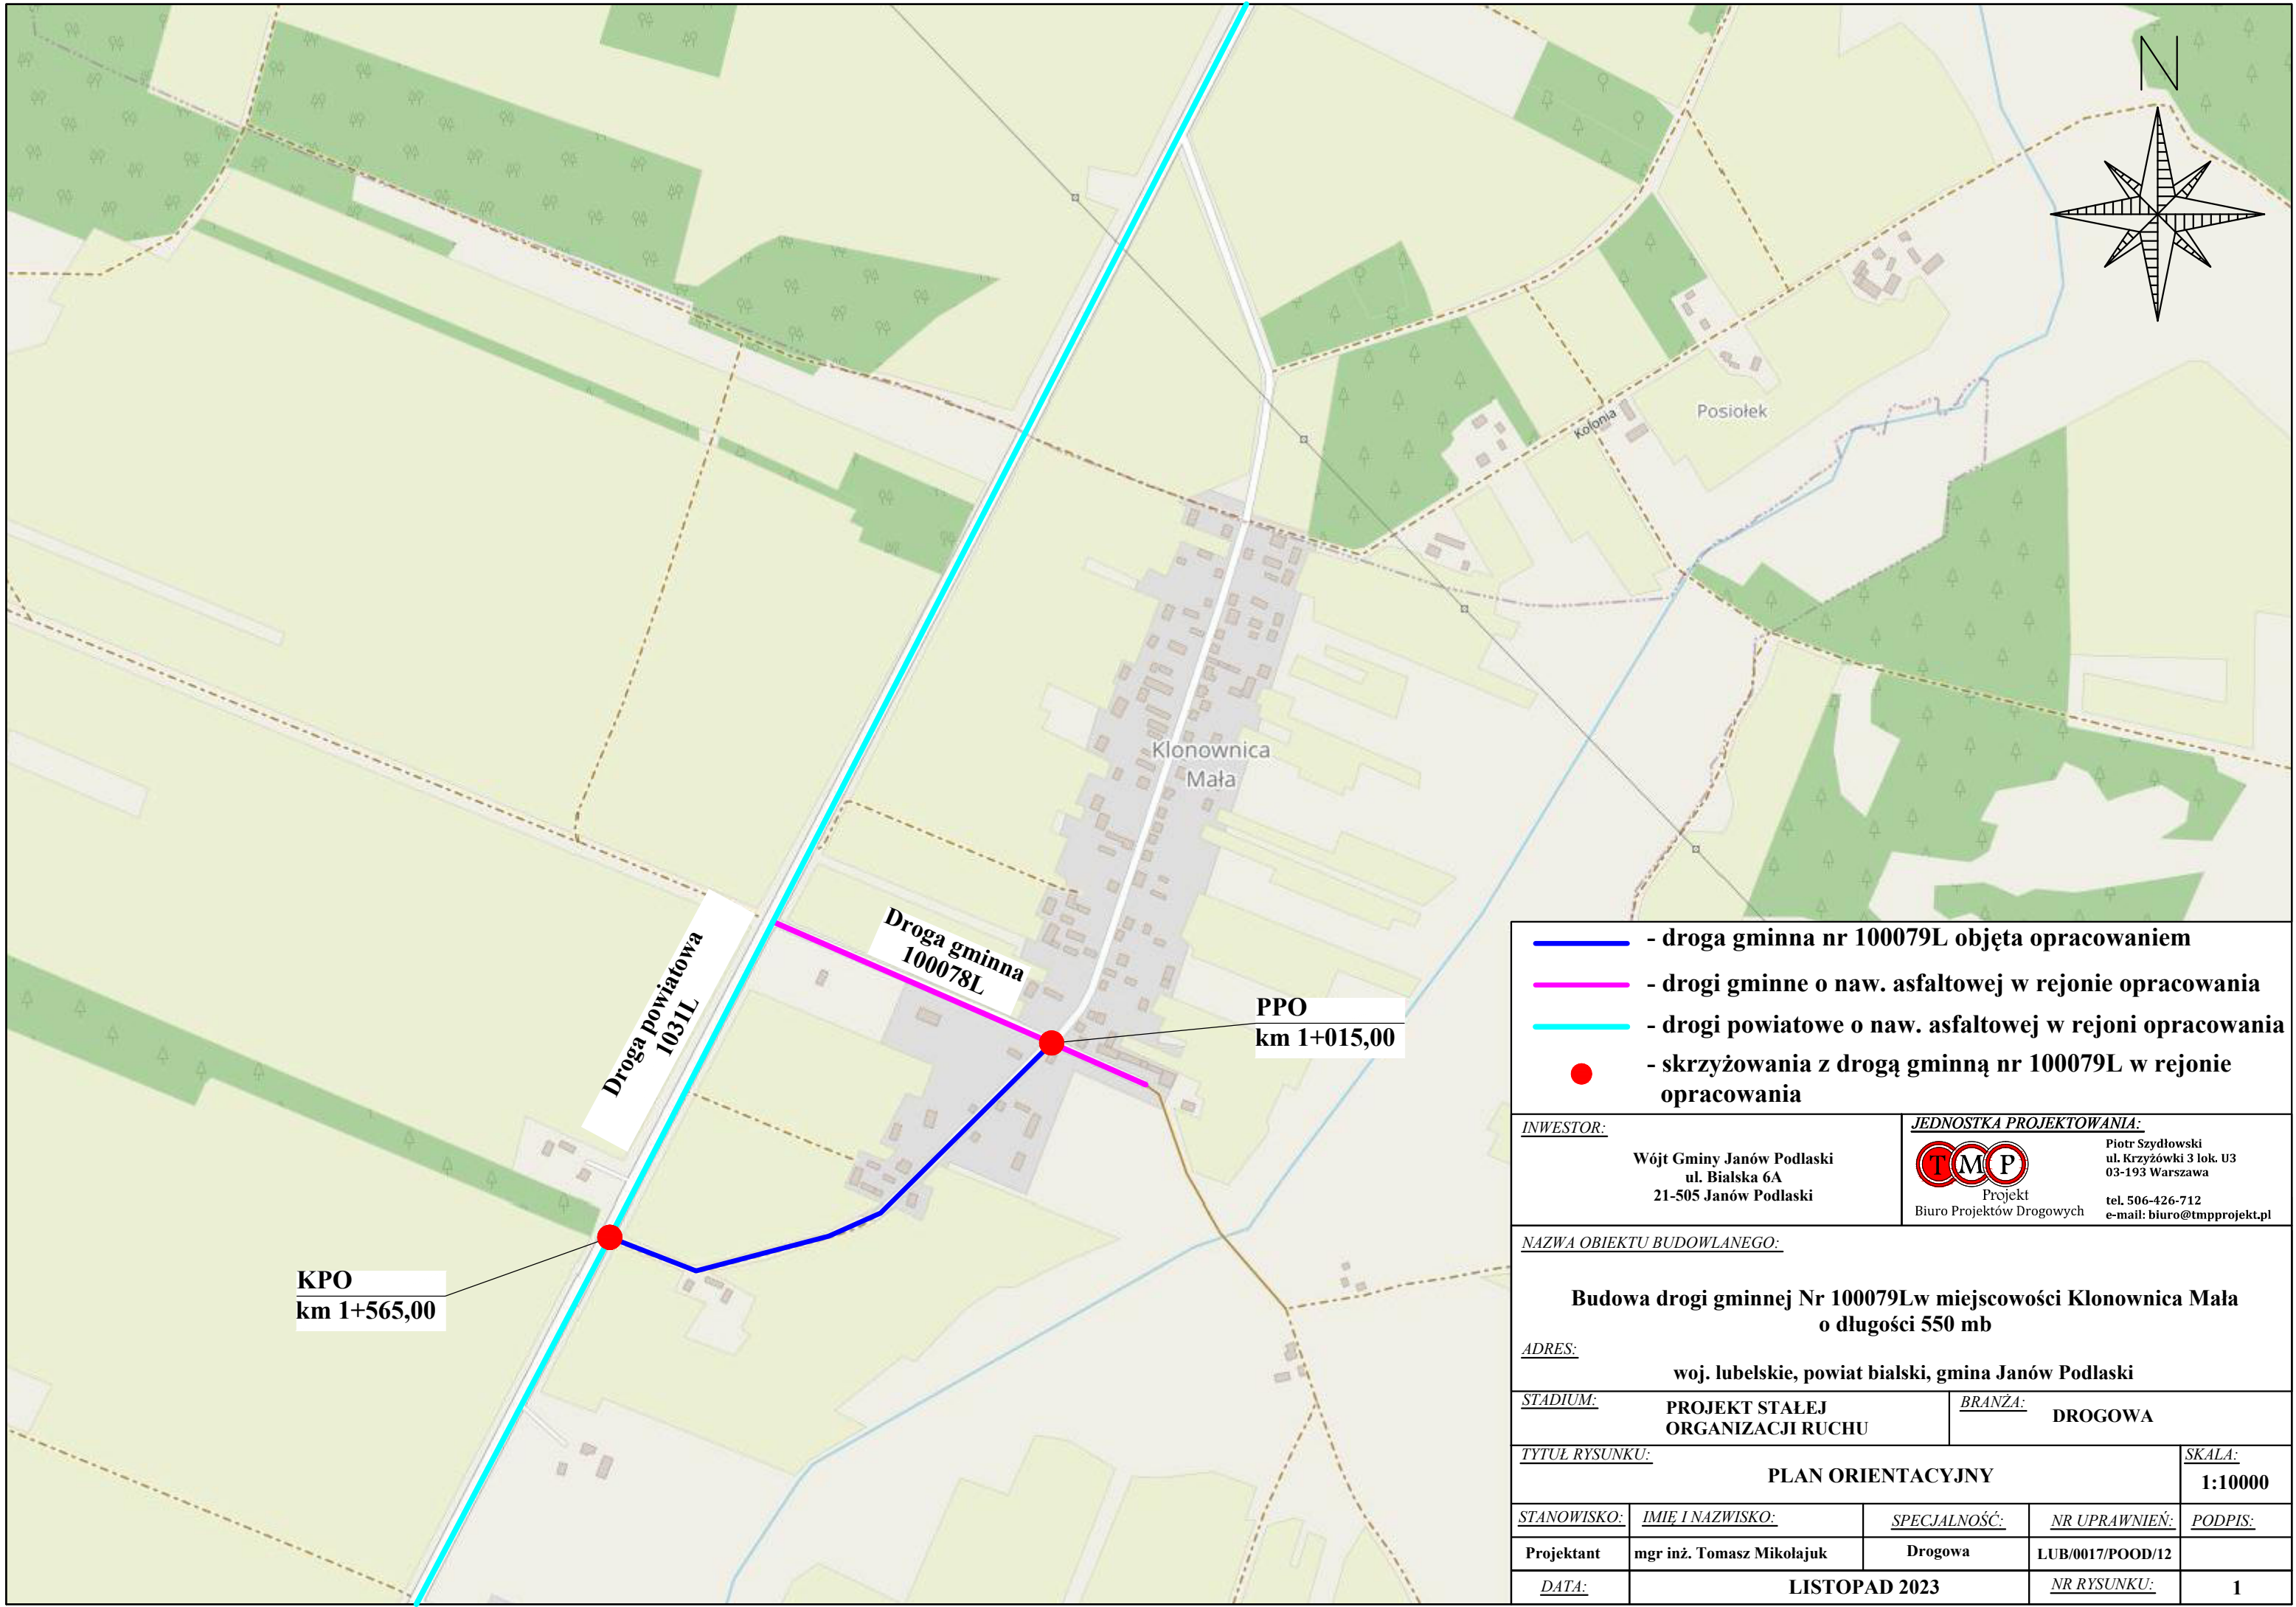 N
Kolonia
Posiołek
Klonownica
Mała
Droga powiatowa
1031L
Droga gminna
100078L
PPO
km 1+015,00
KPO
km 1+565,00
- droga gminna nr 100079L objęta opracowaniem
- drogi gminne o naw. asfaltowej w rejonie opracowania
- drogi powiatowe o naw. asfaltowej w rejoni opracowania
- skrzyżowania z drogą gminną nr 100079L w rejonie
opracowania
INWESTOR:
Wójt Gminy Janów Podlaski
ul. Bialska 6A
21-505 Janów Podlaski
JEDNOSTKA PROJEKTOWANIA:
TMP
Projekt
Biuro Projektów Drogowych
Piotr Szydłowski
ul. Krzyżówki 3 lok. U3
03-193 Warszawa
tel. 506-426-712
e-mail: biuro@tmpprojekt.pl
NAZWA OBIEKTU BUDOWLANEGO:
Budowa drogi gminnej Nr 100079Lw miejscowości Klonownica Mała
o długości 550 mb
ADRES:
woj. lubelskie, powiat bialski, gmina Janów Podlaski
STADIUM:
PROJEKT STAŁEJ
ORGANIZACJI RUCHU
BRANŻA:
DROGOWA
TYTUŁ RYSUNKU:
PLAN ORIENTACYJNY
SKALA:
1:10000
STANOWISKO: IMIĘ I NAZWISKO: SPECJALNOŚĆ: NR UPRAWNIEŃ: PODPIS:
Projektant mgr inż. Tomasz Mikołajuk Drogowa LUB/0017/POOD/12
DATA: LISTOPAD 2023 NR RYSUNKU: 1